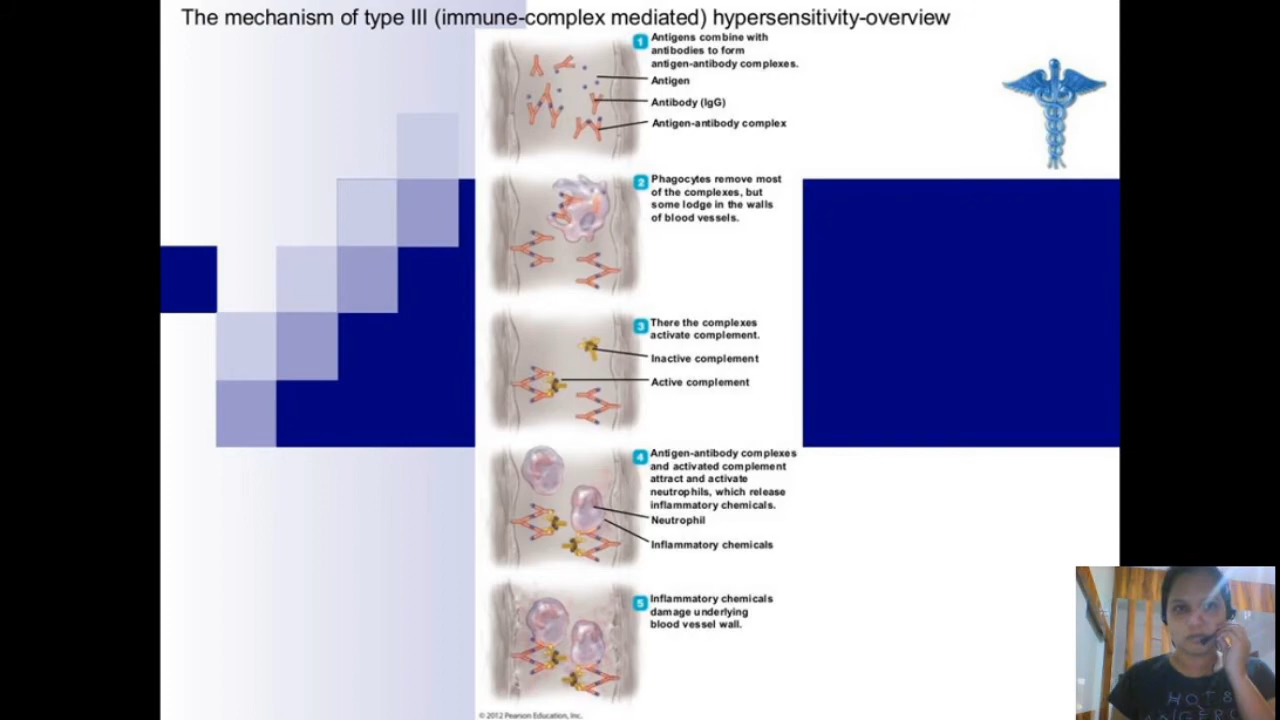 The mechanism of type III (immune-complex mediated) hypersensitivity-overview
1 Antigens combine with
antibodies to form
antigen-antibody complexes.
Antigen
Antibody (IgG)
Antigen-antibody complex
2 Phagocytes remove most
of the complexes, but
some lodge in the walls
of blood vessels.
3 There the complexes
activate complement.
Inactive complement
Active complement
4 Antigen-antibody complexes
and activated complement
attract and activate
neutrophils, which release
inflammatory chemicals.
Neutrophil
Inflammatory chemicals
5 Inflammatory chemicals
damage underlying
blood vessel wall.
© 2012 Pearson Education, Inc.